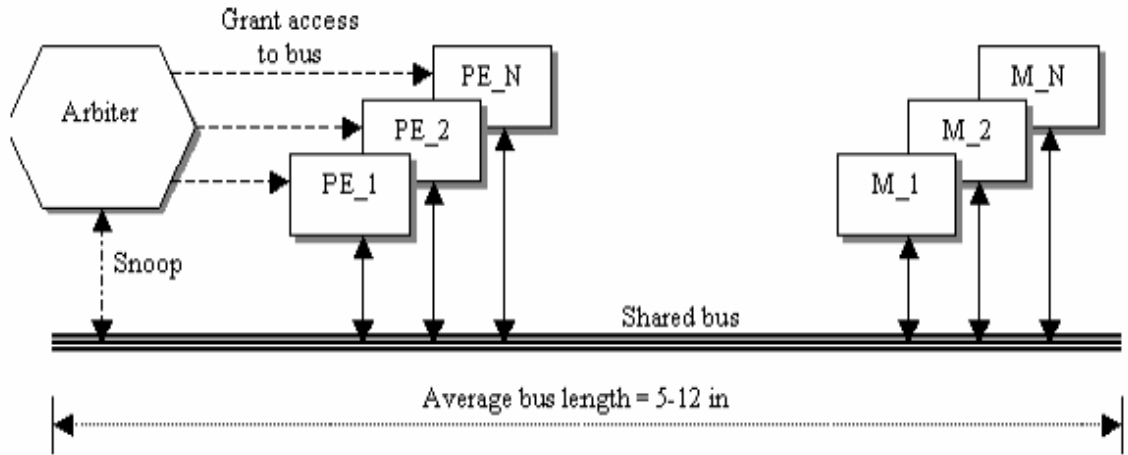 Grant access
to bus
Arbiter
PE_N
PE_2
PE_1
M_N
M_2
M_1
Snoop
Shared bus
Average bus length = 5-12 in